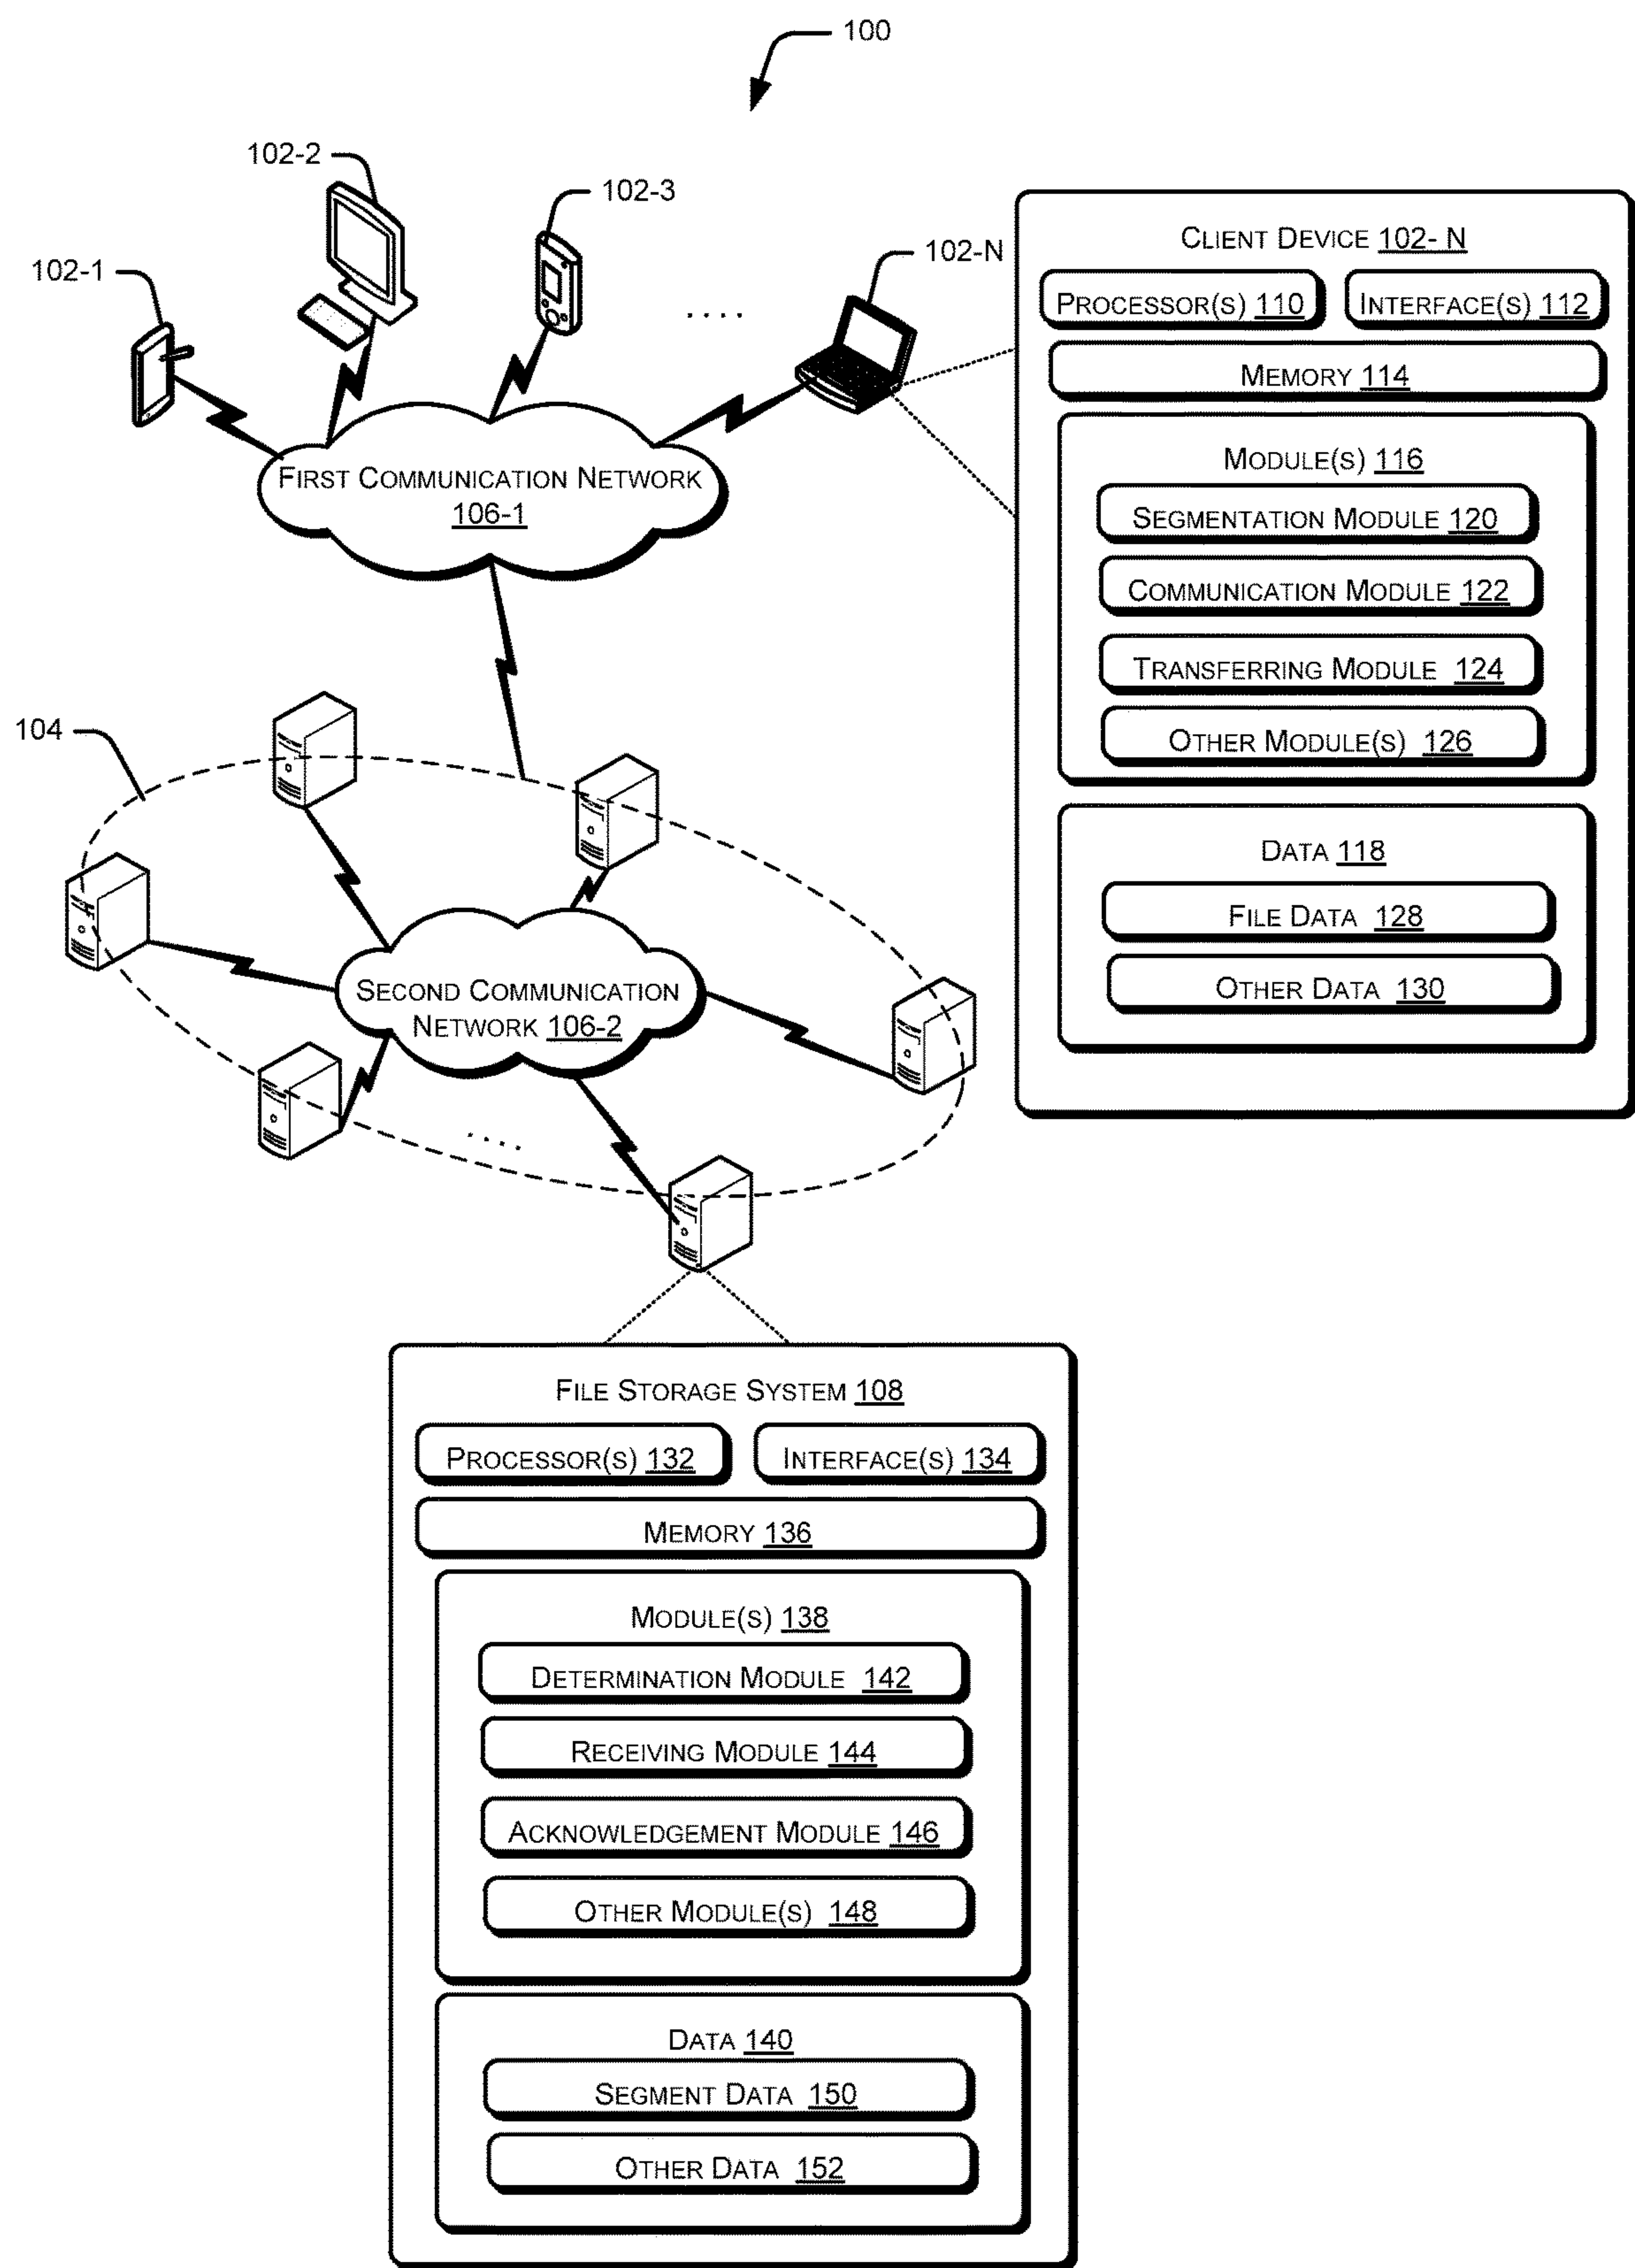 100
102-2
102-3
102-1
102-N
....
CLIENT DEVICE 102- N
PROCESSOR(S) 110
INTERFACE(S) 112
MEMORY 114
MODULE(S) 116
SEGMENTATION MODULE 120
COMMUNICATION MODULE 122
TRANSFERRING MODULE 124
OTHER MODULE(S) 126
DATA 118
FILE DATA 128
OTHER DATA 130
FIRST COMMUNICATION NETWORK
106-1
104
SECOND COMMUNICATION
NETWORK 106-2
....
FILE STORAGE SYSTEM 108
PROCESSOR(S) 132
INTERFACE(S) 134
MEMORY 136
MODULE(S) 138
DETERMINATION MODULE 142
RECEIVING MODULE 144
ACKNOWLEDGEMENT MODULE 146
OTHER MODULE(S) 148
DATA 140
SEGMENT DATA 150
OTHER DATA 152